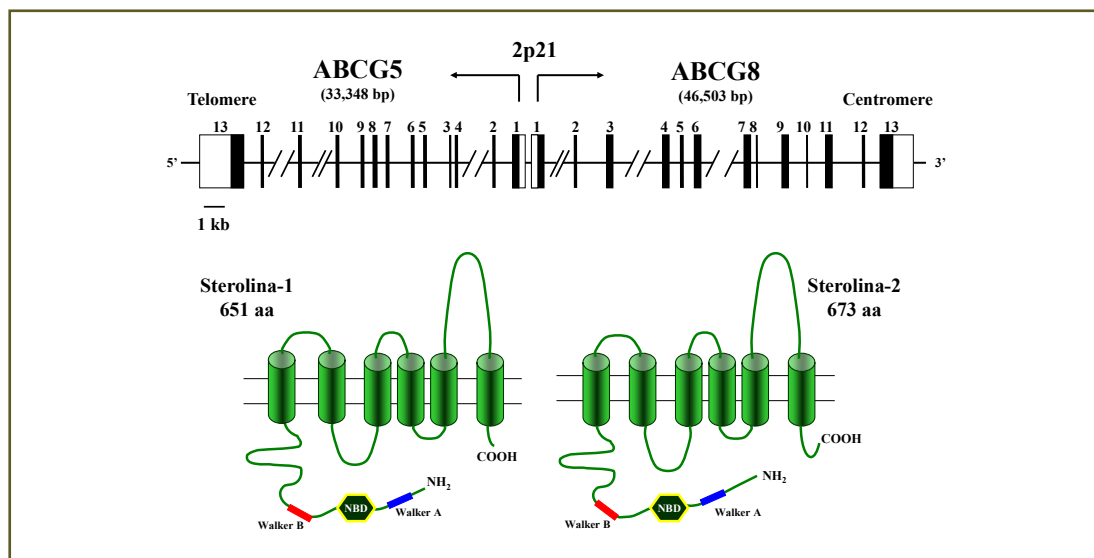 2p21
ABCG5
(33,348 bp)
ABCG8
(46,503 bp)
Telomere
Centromere
13 12 11 10 9 8 7 6 5 3 4 2 1 1 2 3 4 5 6 7 8 9 10 11 12 13
5’
3’
1 kb
Sterolina-1
651 aa
Sterolina-2
673 aa
COOH
NH2
NBD
Walker A
Walker B
COOH
NH2
NBD
Walker A
Walker B